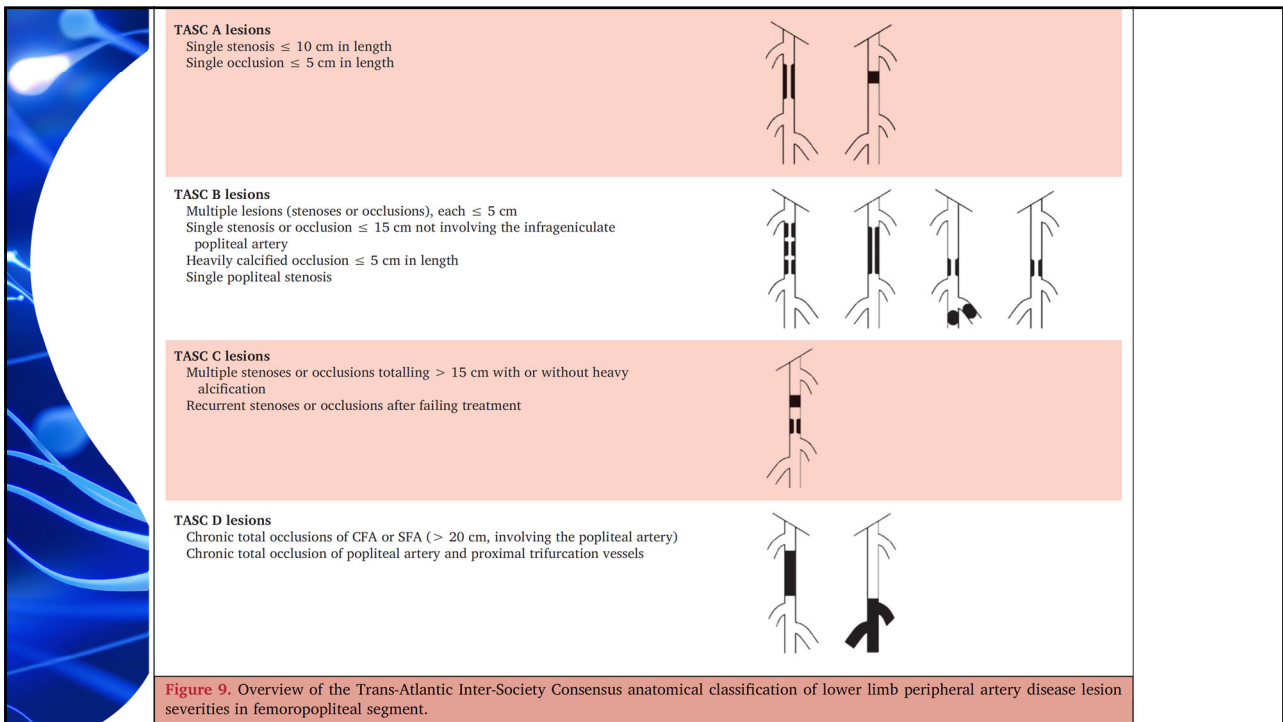 TASC A lesions
Single stenosis ≤ 10 cm in length
Single occlusion ≤ 5 cm in length
TASC B lesions
Multiple lesions (stenoses or occlusions), each ≤ 5 cm
Single stenosis or occlusion ≤ 15 cm not involving the infrageniculate
popliteal artery
Heavily calcified occlusion ≤ 5 cm in length
Single popliteal stenosis
TASC C lesions
Multiple stenoses or occlusions totalling > 15 cm with or without heavy
alcification
Recurrent stenoses or occlusions after failing treatment
TASC D lesions
Chronic total occlusions of CFA or SFA (> 20 cm, involving the popliteal artery)
Chronic total occlusion of popliteal artery and proximal trifurcation vessels
Figure 9. Overview of the Trans-Atlantic Inter-Society Consensus anatomical classification of lower limb peripheral artery disease lesion
severities in femoropopliteal segment.